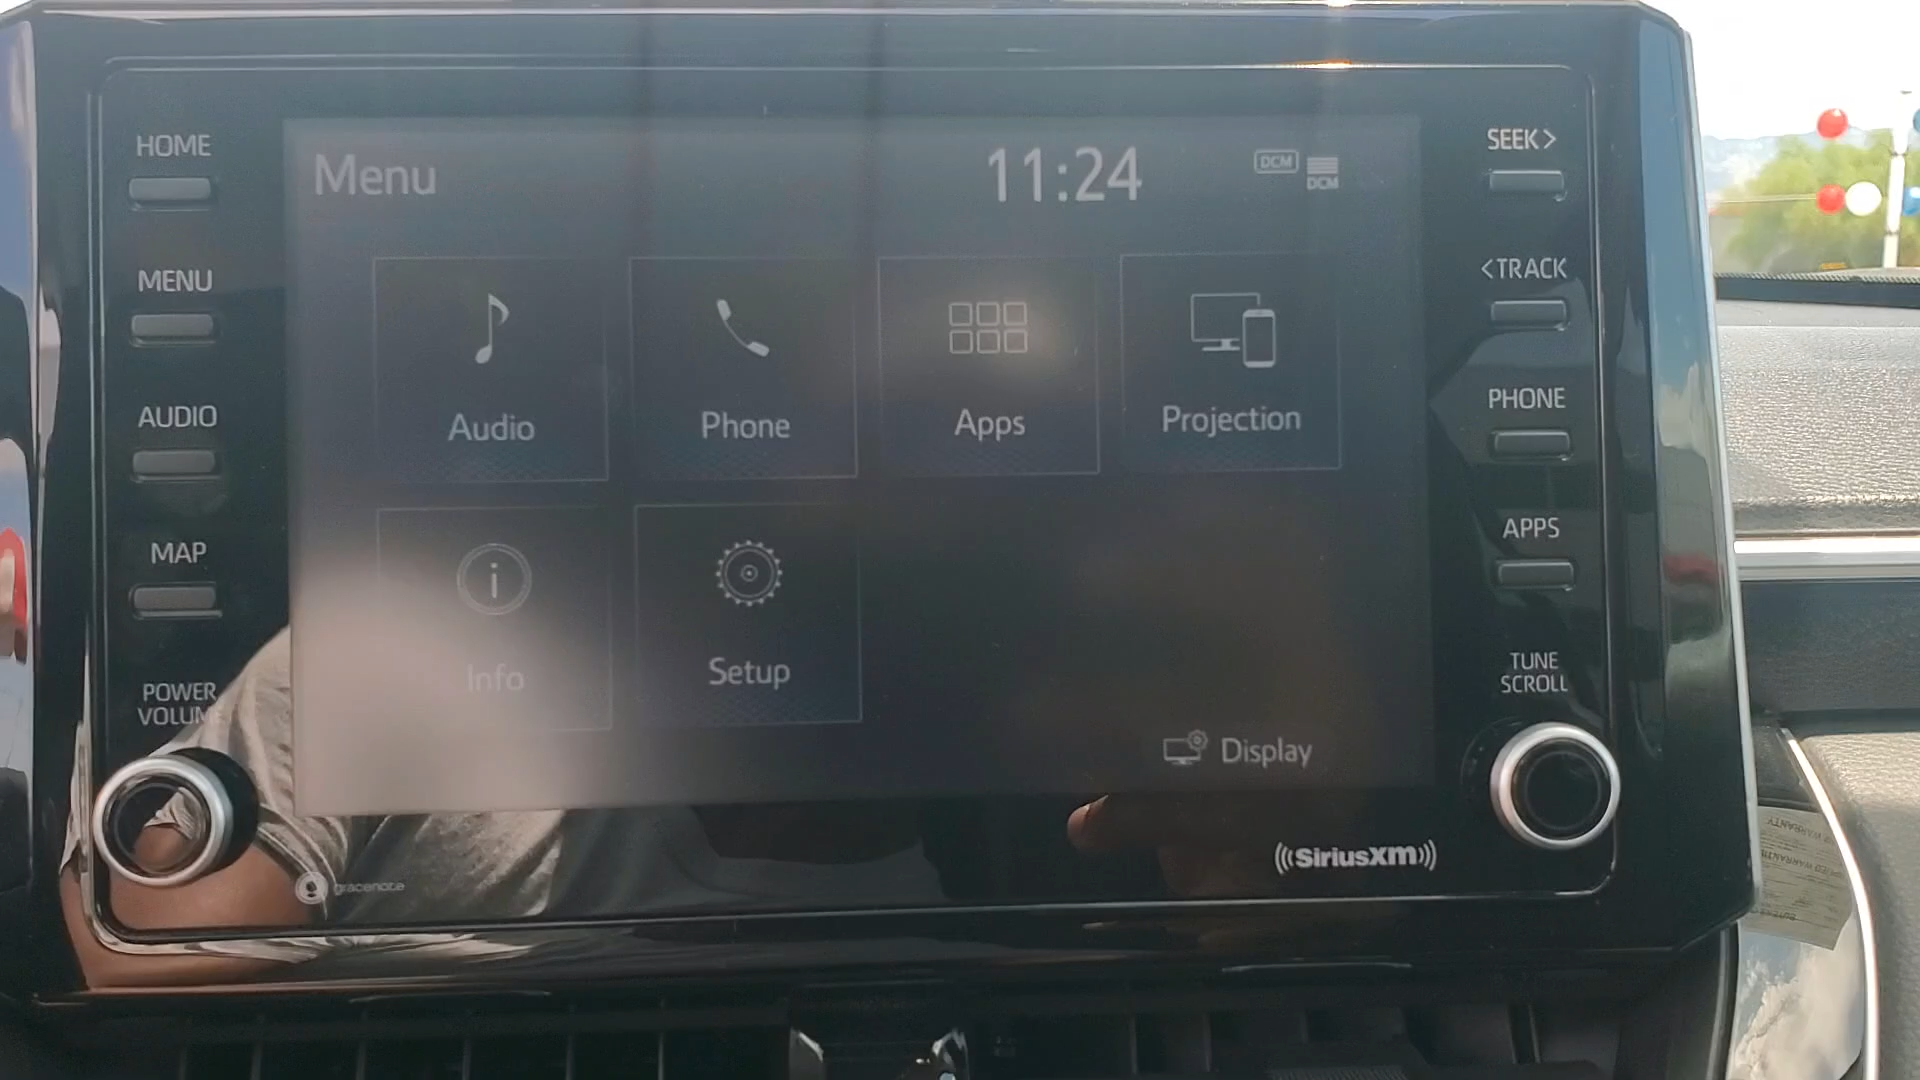 HOME
MENU
AUDIO
MAP
POWER
VOLUME
Menu
11:24
DCM
DCM
Audio
Phone
Apps
Projection
Info
Setup
Display
gracenote
((SiriusXM))
SEEK>
<TRACK
PHONE
APPS
TUNE
SCROLL
WARRANTY